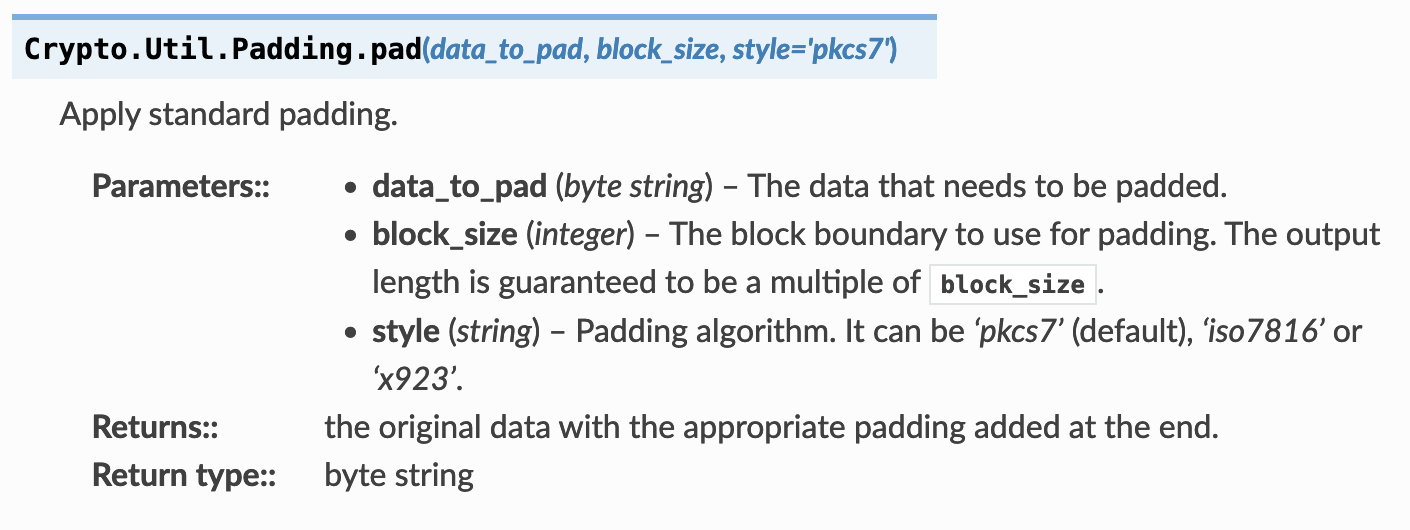 Crypto.Util.Padding.pad(data_to_pad, block_size, style='pkcs7')
Apply standard padding.
Parameters:: • data_to_pad (byte string) – The data that needs to be padded.
• block_size (integer) – The block boundary to use for padding. The output
length is guaranteed to be a multiple of block_size.
• style (string) – Padding algorithm. It can be ‘pkcs7’ (default), ‘iso7816’ or
‘x923’.
Returns:: the original data with the appropriate padding added at the end.
Return type:: byte string